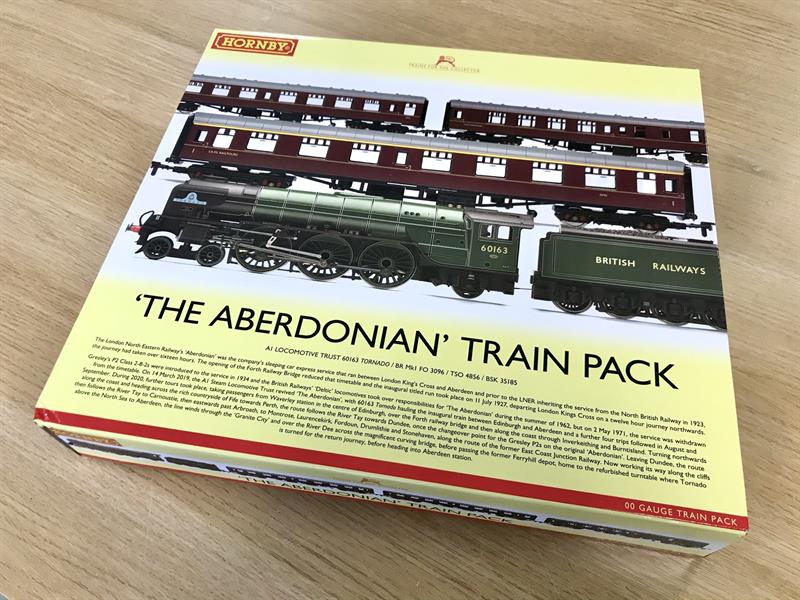 HORNBY
TRAINS FOR THE COLLECTOR
60163
BRITISH RAILWAYS
'THE ABERDONIAN' TRAIN PACK
A1 LOCOMOTIVE TRUST 60163 TORNADO / BR Mk1 FO 3096 / TSO 4856 / BSK 35185
The London North Eastern Railway's 'Aberdonian' was the company's sleeping car express service that ran between London King's Cross and Aberdeen and prior to the LNER inheriting the service from the North British Railway in 1923,
the journey had taken over sixteen hours. The opening of the Forth Railway Bridge reduced that timetable and the inaugural titled run took place on 11 July 1927, departing London Kings Cross on a twelve hour journey northwards.
Gresley's P2 Class 2-8-2s were introduced to the service in 1934 and the British Railways' 'Deltic' locomotives took over responsibilities for 'The Aberdonian' during the summer of 1962, but on 2 May 1971, the service was withdrawn
from the timetable. On 14 March 2019, the A1 Steam Locomotive Trust revived 'The Aberdonian', with 60163 Tornado hauling the inaugural train between Edinburgh and Aberdeen and a further four trips followed in August and
September. During 2020, further tours took place, taking passengers from Waverley station in the centre of Edinburgh, over the Forth railway bridge and then along the coast through Inverkeithing and Burntisland. Turning northwards
along the coast and heading across the rich countryside of Fife towards Perth, the route follows the River Tay towards Dundee, once the changeover point for the Gresley P2s on the original 'Aberdonian'. Leaving Dundee, the route
then follows the River Tay to Carnoustie, then eastwards past Arbroath, to Montrose, Laurencekirk, Fordoun, Drumlithie and Stonehaven, along the route of the former East Coast Junction Railway. Now working its way along the cliffs
above the North Sea to Aberdeen, the line winds through the 'Granite City' and over the River Dee across the magnificent curving bridge, before passing the former Ferryhill depot, home to the refurbished turntable where Tornado
is turned for the return journey, before heading into Aberdeen station.
00 GAUGE TRAIN PACK
HORNBY
'THE ABERDONIAN' TRAIN PACK